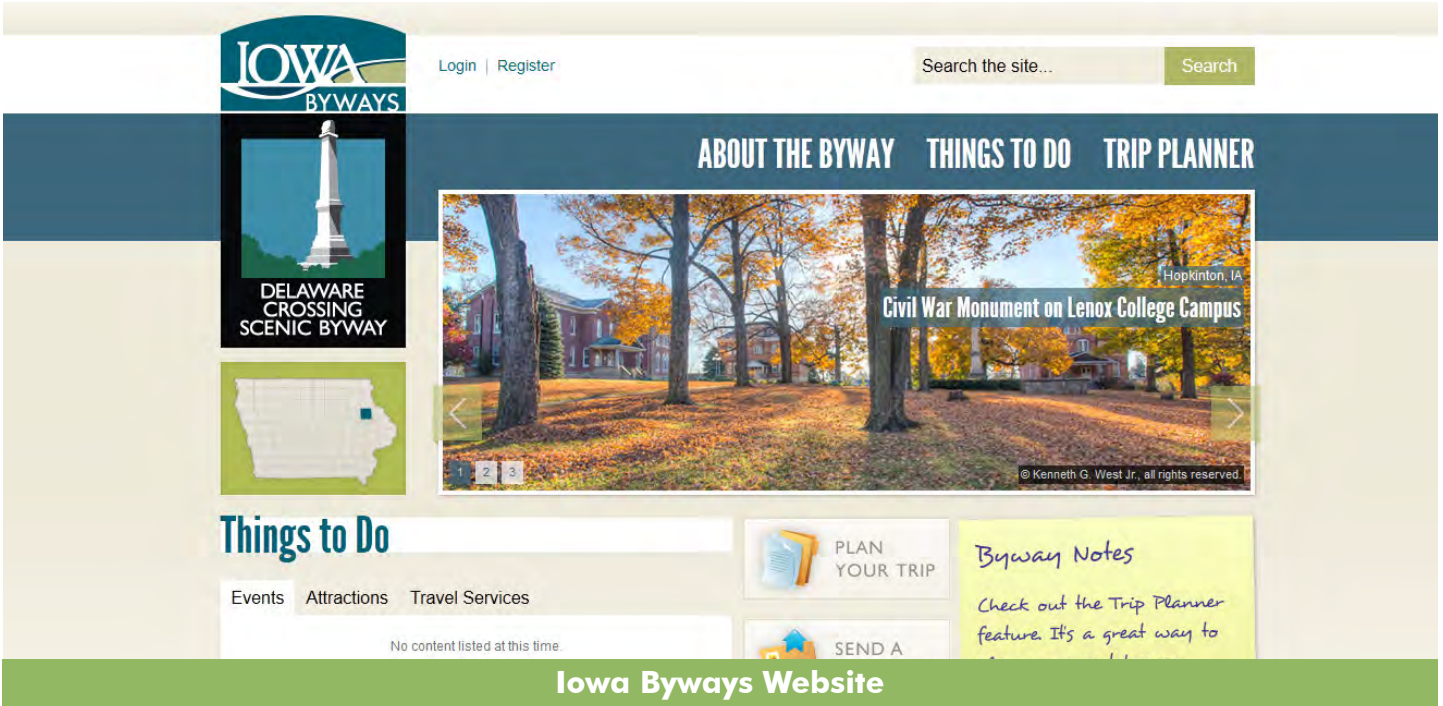 IOWA
BYWAYS
Login | Register
Search the site...
Search
DELAWARE
CROSSING
SCENIC BYWAY
ABOUT THE BYWAY
THINGS TO DO
TRIP PLANNER
Hopkinton, IA
Civil War Monument on Lenox College Campus
1 2 3
© Kenneth G. West Jr., all rights reserved.
Things to Do
Events
Attractions
Travel Services
No content listed at this time.
PLAN
YOUR TRIP
SEND A
Byway Notes
Check out the Trip Planner
feature. It's a great way to
Iowa Byways Website